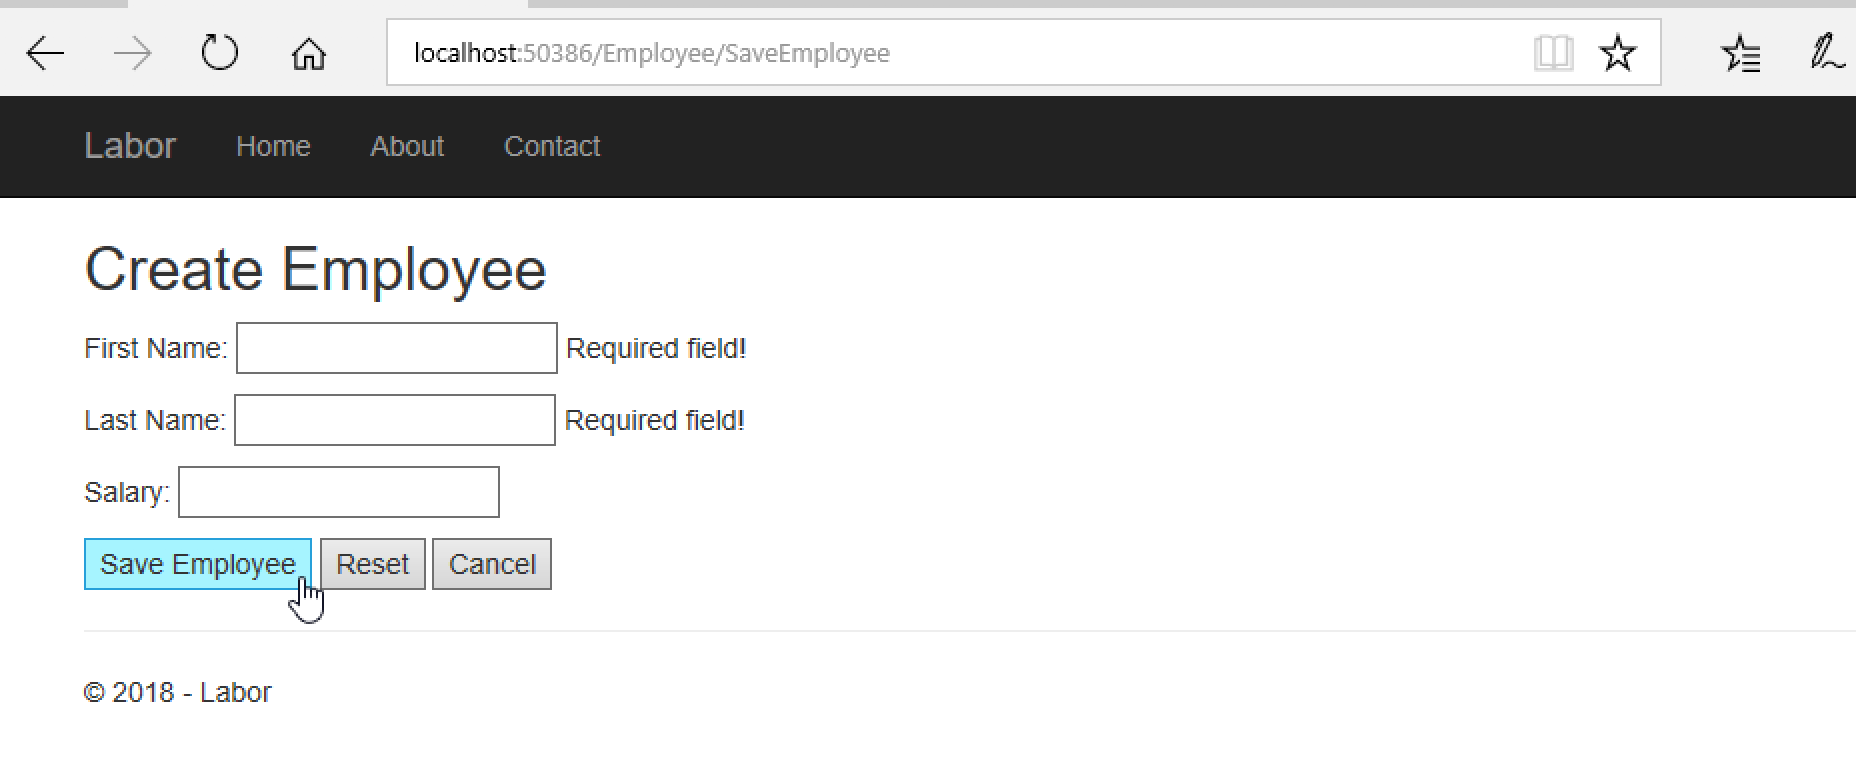 localhost:50386/Employee/SaveEmployee
Labor Home About Contact
Create Employee
First Name: Required field!
Last Name: Required field!
Salary:
Save Employee Reset Cancel
© 2018 - Labor